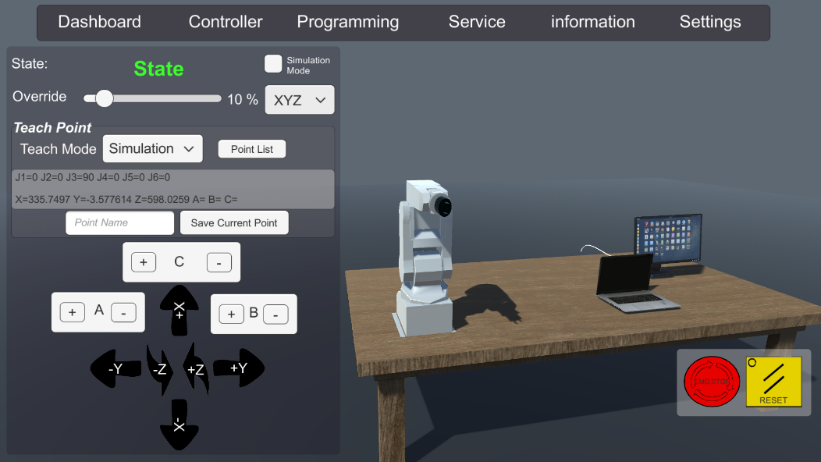 Dashboard Controller Programming Service information Settings
State: State Simulation Mode
Override 10 % XYZ
Teach Point
Teach Mode Simulation Point List
J1=0 J2=0 J3=90 J4=0 J5=0 J6=0
X=335.7497 Y=-3.577614 Z=598.0259 A= B= C=
Point Name Save Current Point
+ C -
+ A - X+ + B -
-Y -Z +Z +Y
X-
RESET